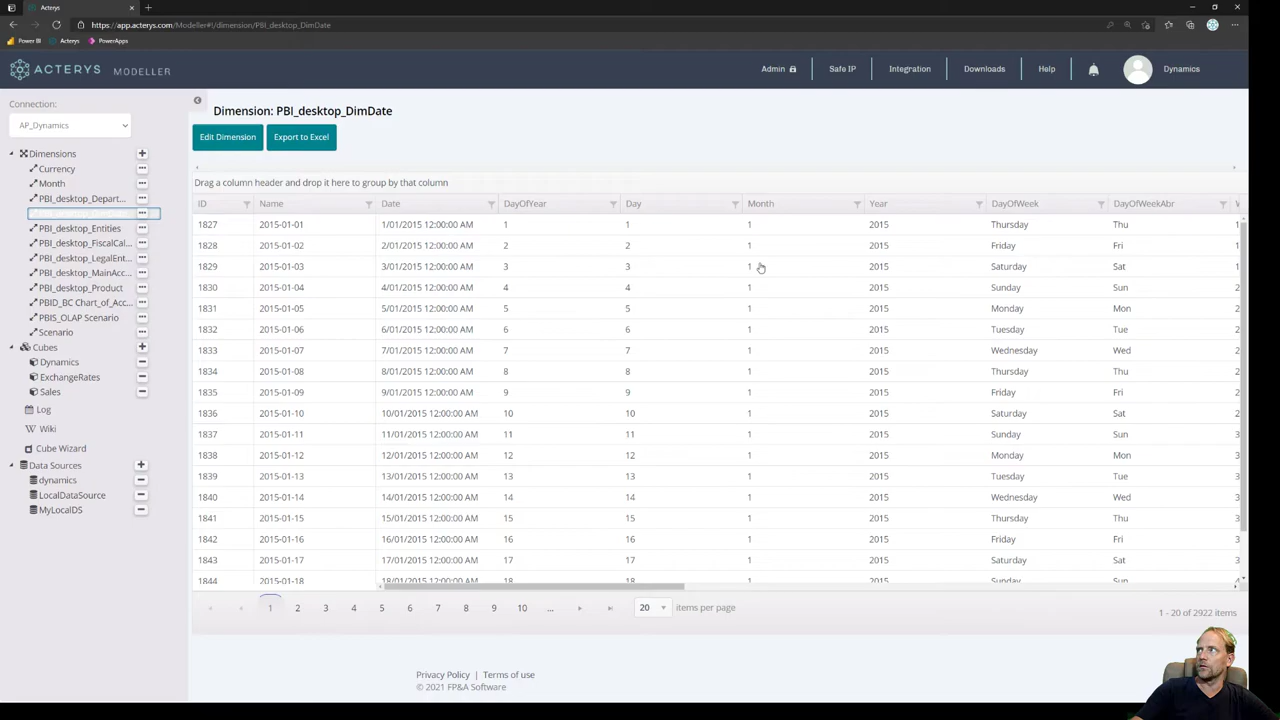 Acterys
https://app.acterys.com/Modeller#!/dimension/PBI_desktop_DimDate
Power BI Acterys PowerApps
ACTERYS MODELLER
Admin Safe IP Integration Downloads Help Dynamics
Connection:
AP_Dynamics
Dimensions
Currency
Month
PBI_desktop_Depart...
PBI_desktop_Entities
PBI_desktop_FiscalCal...
PBI_desktop_LegalEnt...
PBI_desktop_MainAcc...
PBI_desktop_Product
PBID_BC Chart_of_Acc...
PBIS_OLAP Scenario
Scenario
Cubes
Dynamics
ExchangeRates
Sales
Log
Wiki
Cube Wizard
Data Sources
dynamics
LocalDataSource
MyLocalDS
Dimension: PBI_desktop_DimDate
Edit Dimension Export to Excel
Drag a column header and drop it here to group by that column
ID Name Date DayOfYear Day Month Year DayOfWeek DayOfWeekAbr
1827 2015-01-01 1/01/2015 12:00:00 AM 1 1 1 2015 Thursday Thu 1
1828 2015-01-02 2/01/2015 12:00:00 AM 2 2 1 2015 Friday Fri 1
1829 2015-01-03 3/01/2015 12:00:00 AM 3 3 1 2015 Saturday Sat 1
1830 2015-01-04 4/01/2015 12:00:00 AM 4 4 1 2015 Sunday Sun 2
1831 2015-01-05 5/01/2015 12:00:00 AM 5 5 1 2015 Monday Mon 2
1832 2015-01-06 6/01/2015 12:00:00 AM 6 6 1 2015 Tuesday Tue 2
1833 2015-01-07 7/01/2015 12:00:00 AM 7 7 1 2015 Wednesday Wed 2
1834 2015-01-08 8/01/2015 12:00:00 AM 8 8 1 2015 Thursday Thu 2
1835 2015-01-09 9/01/2015 12:00:00 AM 9 9 1 2015 Friday Fri 2
1836 2015-01-10 10/01/2015 12:00:00 AM 10 10 1 2015 Saturday Sat 2
1837 2015-01-11 11/01/2015 12:00:00 AM 11 11 1 2015 Sunday Sun 3
1838 2015-01-12 12/01/2015 12:00:00 AM 12 12 1 2015 Monday Mon 3
1839 2015-01-13 13/01/2015 12:00:00 AM 13 13 1 2015 Tuesday Tue 3
1840 2015-01-14 14/01/2015 12:00:00 AM 14 14 1 2015 Wednesday Wed 3
1841 2015-01-15 15/01/2015 12:00:00 AM 15 15 1 2015 Thursday Thu 3
1842 2015-01-16 16/01/2015 12:00:00 AM 16 16 1 2015 Friday Fri 3
1843 2015-01-17 17/01/2015 12:00:00 AM 17 17 1 2015 Saturday Sat 3
1844 2015-01-18 18/01/2015 12:00:00 AM 18 18 1 2015 Sunday Sun
1 2 3 4 5 6 7 8 9 10 ... 20 items per page
1 - 20 of 2922 items
Privacy Policy | Terms of use
© 2021 FP&A Software